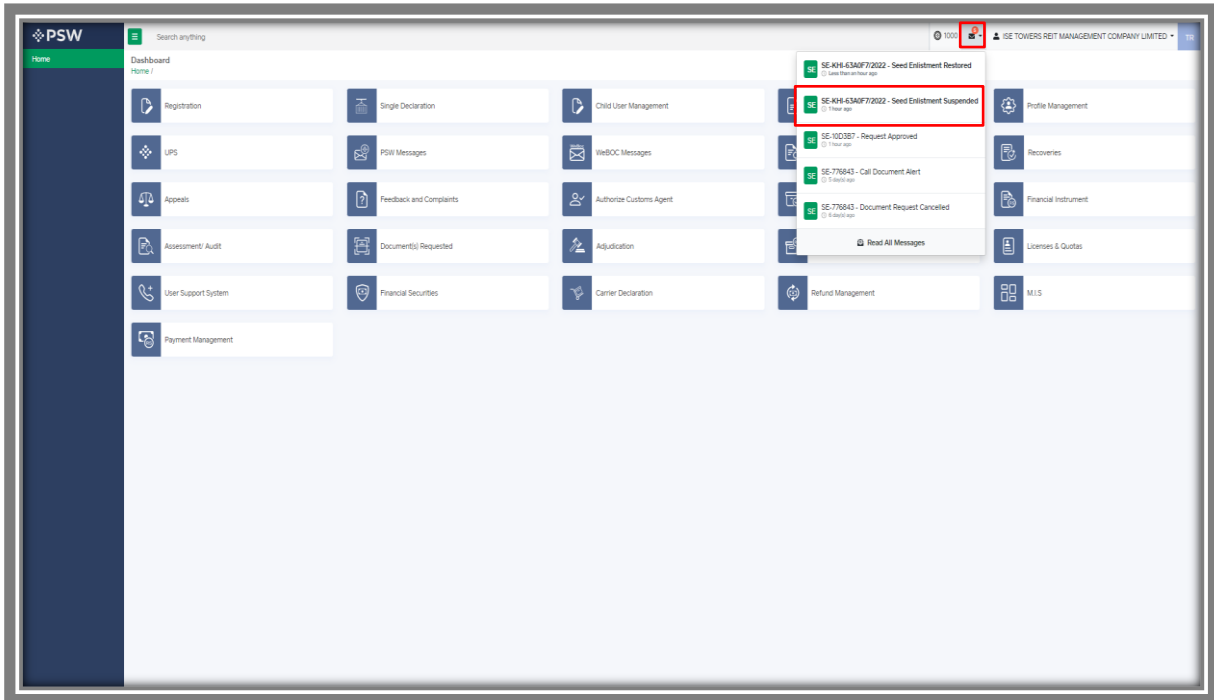 PSW
Search anything
1000
ISE TOWERS REIT MANAGEMENT COMPANY LIMITED
TR
Home
Dashboard
Home /
SE SE-KHI-63A0F7/2022 - Seed Enlistment Restored
Less than an hour ago
SE SE-KHI-63A0F7/2022 - Seed Enlistment Suspended
1 hour ago
SE SE-10D3B7 - Request Approved
1 hour ago
SE SE-776843 - Call Document Alert
5 day(s) ago
SE SE-776843 - Document Request Cancelled
6 day(s) ago
Read All Messages
Registration
Single Declaration
Child User Management
Profile Management
UPS
PSW Messages
WeBOC Messages
Recoveries
Appeals
Feedback and Complaints
Authorize Customs Agent
Financial Instrument
Assessment/ Audit
Document(s) Requested
Adjudication
Licenses & Quotas
User Support System
Financial Securities
Carrier Declaration
Refund Management
M.I.S
Payment Management